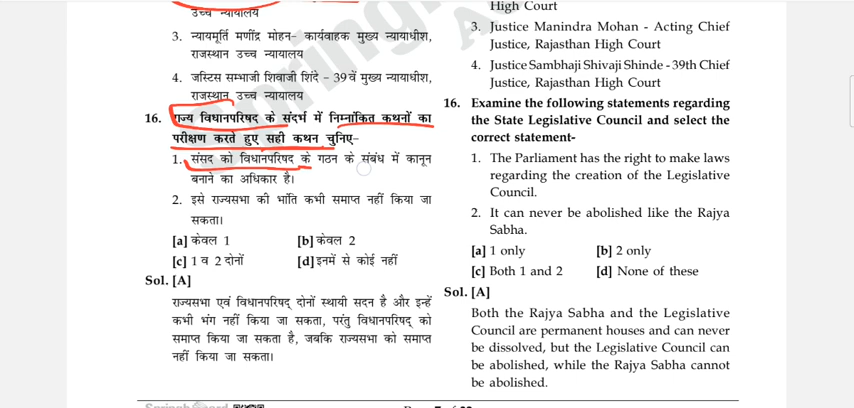 उच्च न्यायालय
3. न्यायमूर्ति मणींद्र मोहन- कार्यवाहक मुख्य न्यायाधीश,
राजस्थान उच्च न्यायालय
4. जस्टिस सम्भाजी शिवाजी शिंदे - 39वें मुख्य न्यायाधीश,
राजस्थान उच्च न्यायालय
16. राज्य विधानपरिषद के संदर्भ में निम्नांकित कथनों का
परीक्षण करते हुए सही कथन चुनिए–
1. संसद को विधानपरिषद के गठन के संबंध में कानून
बनाने का अधिकार है।
2. इसे राज्यसभा की भांति कभी समाप्त नहीं किया जा
सकता।
[a] केवल 1 [b] केवल 2
[c] 1 व 2 दोनों [d] इनमें से कोई नहीं
Sol. [A]
राज्यसभा एवं विधानपरिषद् दोनों स्थायी सदन है और इन्हें
कभी भंग नहीं किया जा सकता, परंतु विधानपरिषद् को
समाप्त किया जा सकता है, जबकि राज्यसभा को समाप्त
नहीं किया जा सकता।
High Court
3. Justice Manindra Mohan - Acting Chief
Justice, Rajasthan High Court
4. Justice Sambhaji Shivaji Shinde - 39th Chief
Justice, Rajasthan High Court
16. Examine the following statements regarding
the State Legislative Council and select the
correct statement-
1. The Parliament has the right to make laws
regarding the creation of the Legislative
Council.
2. It can never be abolished like the Rajya
Sabha.
[a] 1 only [b] 2 only
[c] Both 1 and 2 [d] None of these
Sol. [A]
Both the Rajya Sabha and the Legislative
Council are permanent houses and can never
be dissolved, but the Legislative Council can
be abolished, while the Rajya Sabha cannot
be abolished.